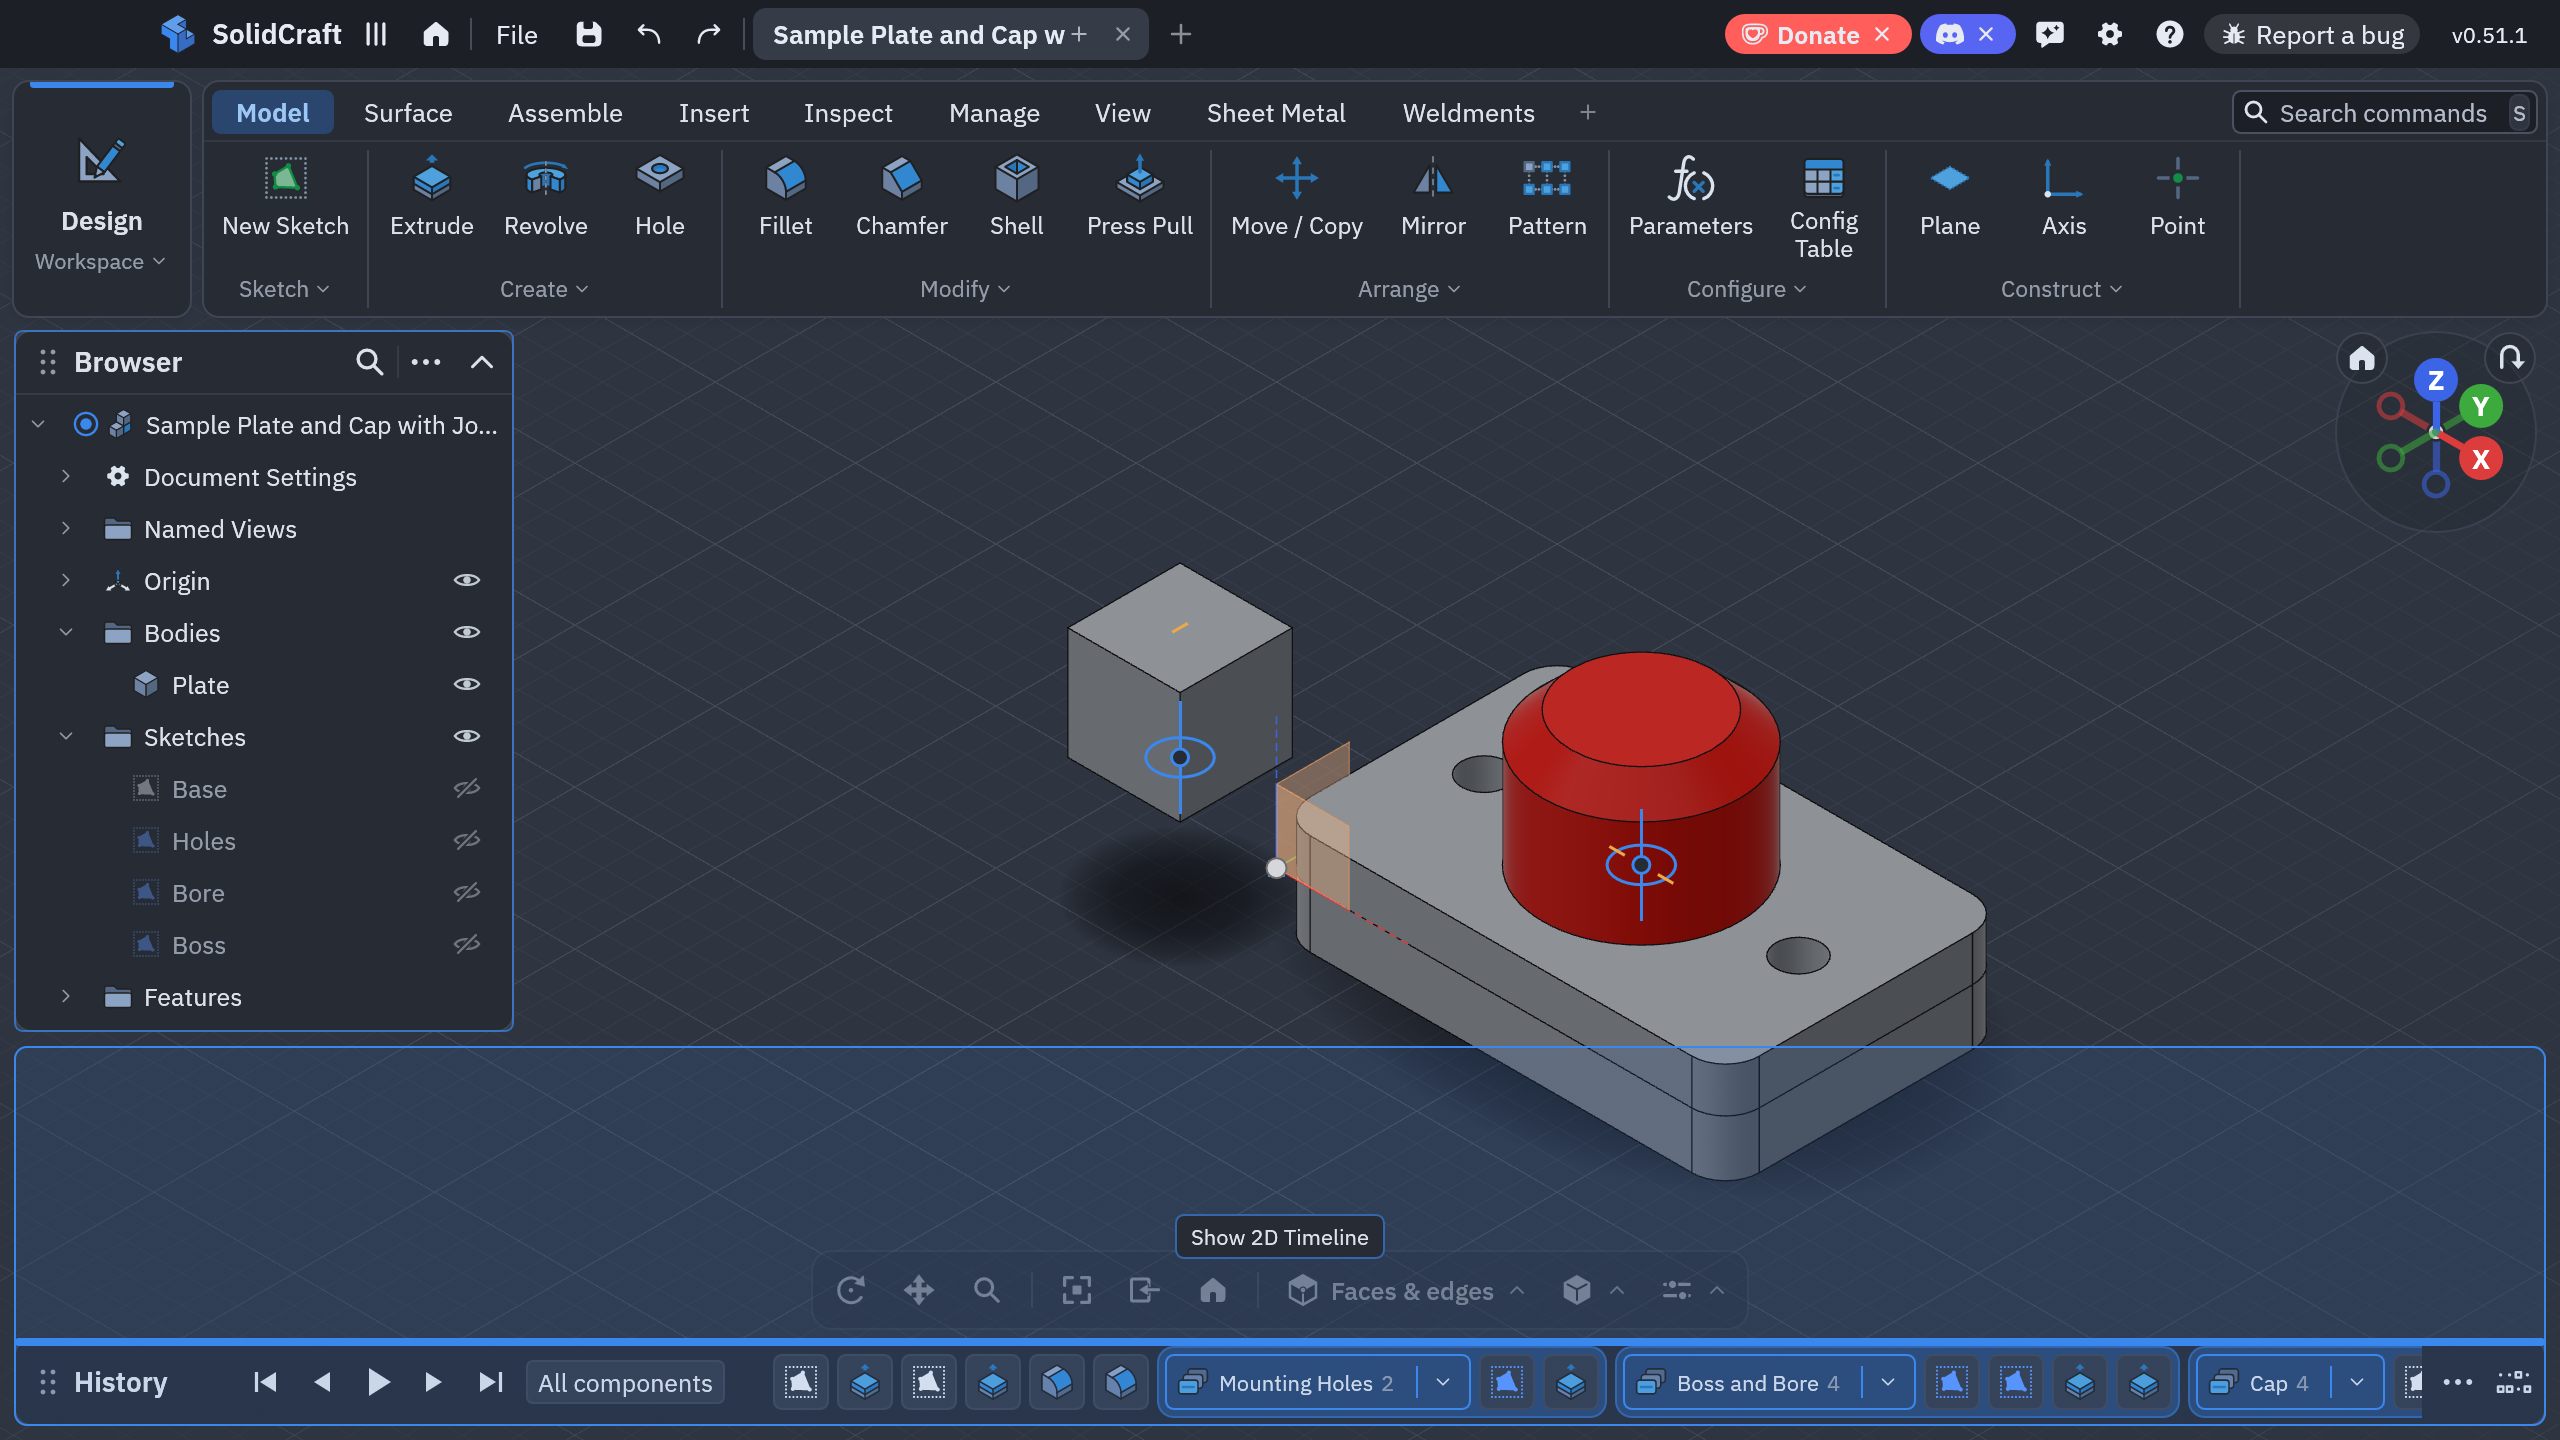 SolidCraft
File
Sample Plate and Cap w
Donate
Report a bug
v0.51.1
Design
Workspace
Model
Surface
Assemble
Insert
Inspect
Manage
View
Sheet Metal
Weldments
Search commands
S
New Sketch
Extrude
Revolve
Hole
Fillet
Chamfer
Shell
Press Pull
Move / Copy
Mirror
Pattern
Parameters
Config
Table
Plane
Axis
Point
Sketch
Create
Modify
Arrange
Configure
Construct
Browser
Sample Plate and Cap with Jo...
Document Settings
Named Views
Origin
Bodies
Plate
Sketches
Base
Holes
Bore
Boss
Features
Z
Y
X
Show 2D Timeline
Faces & edges
History
All components
Mounting Holes 2
Boss and Bore 4
Cap 4